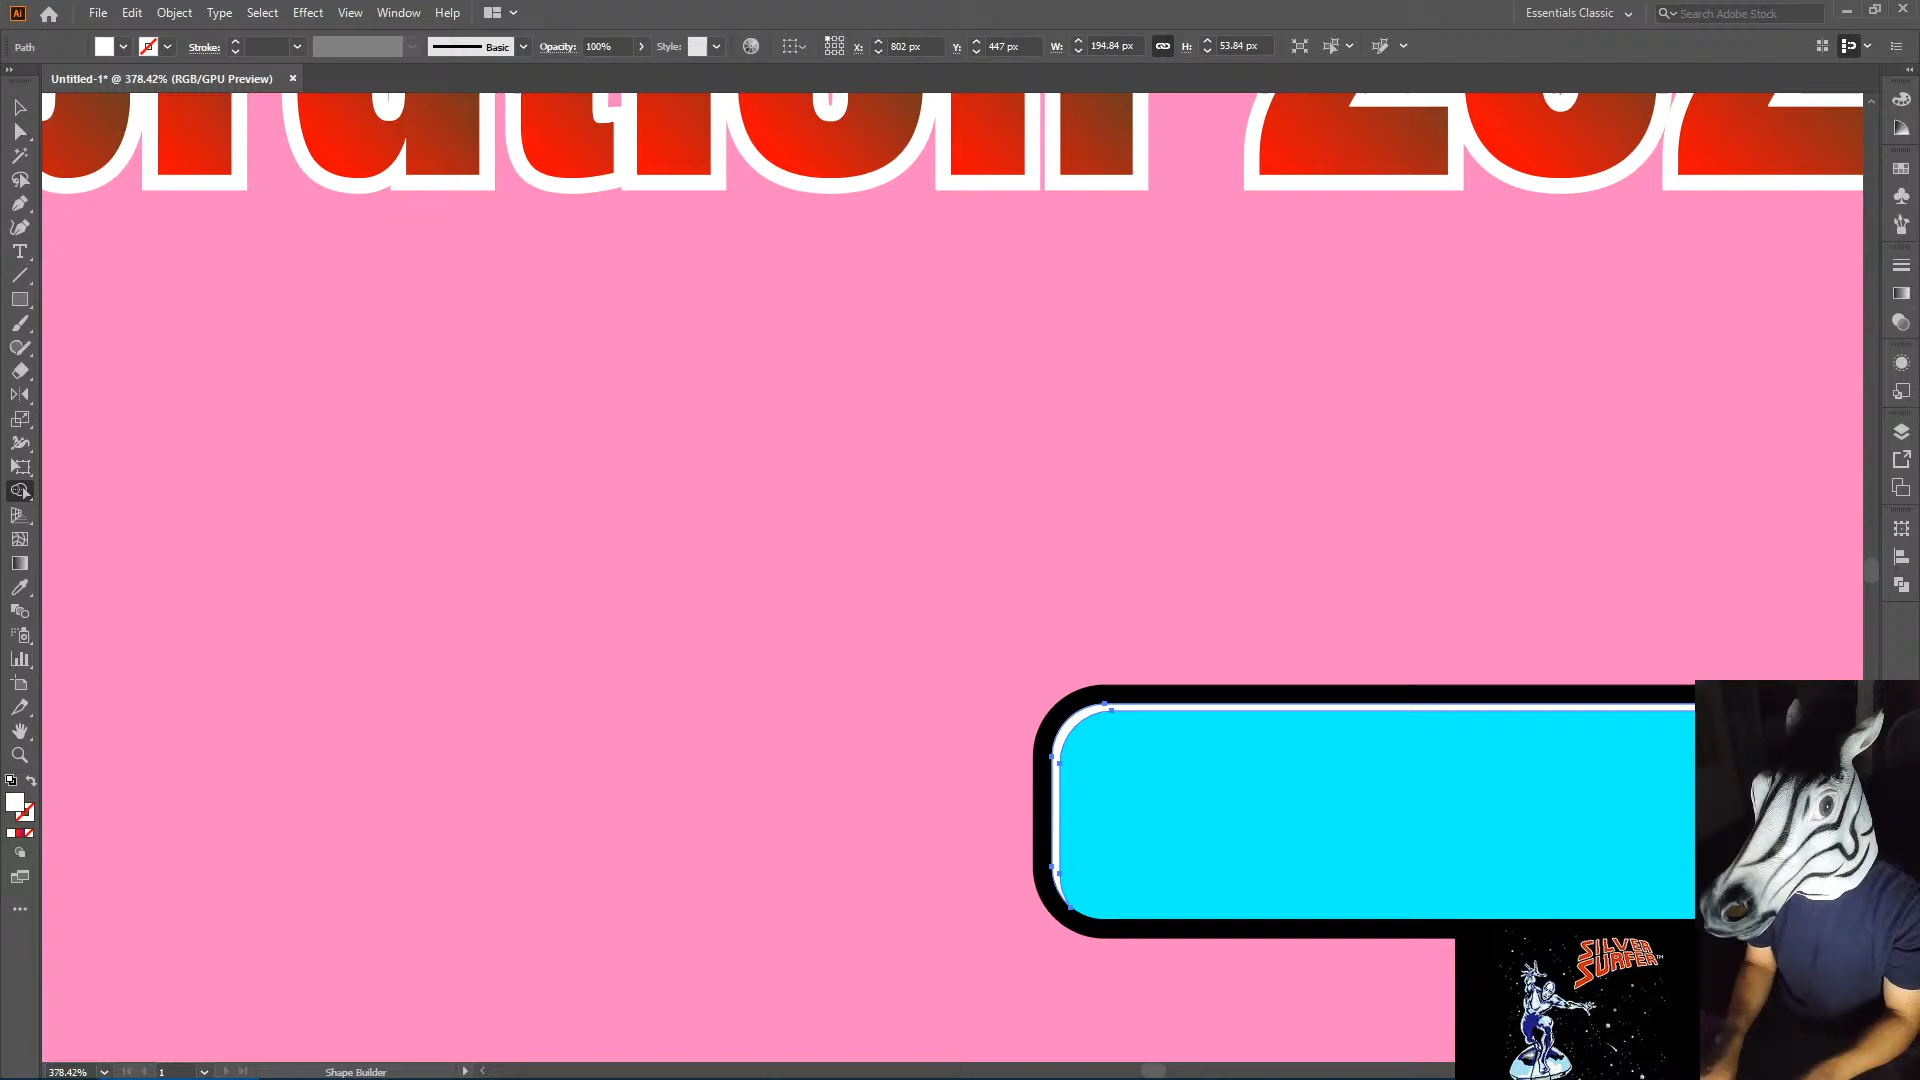 Ai File Edit Object Type Select Effect View Window Help Essentials Classic Search Adobe Stock
Path Stroke: Basic Opacity: 100% Style: X: 802 px Y: 447 px W: 194.84 px H: 53.84 px
Untitled-1* @ 378.42% (RGB/GPU Preview)
SILVER
SURFER™
378.42% 1 Shape Builder